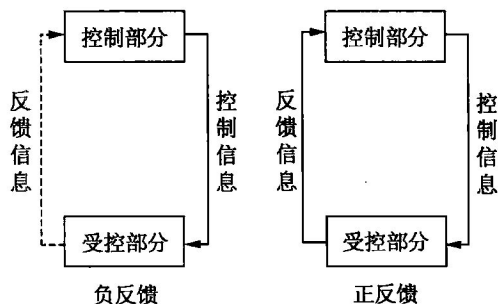 控制部分
反馈信息
控制信息
受控部分
负反馈
控制部分
反馈信息
控制信息
受控部分
正反馈